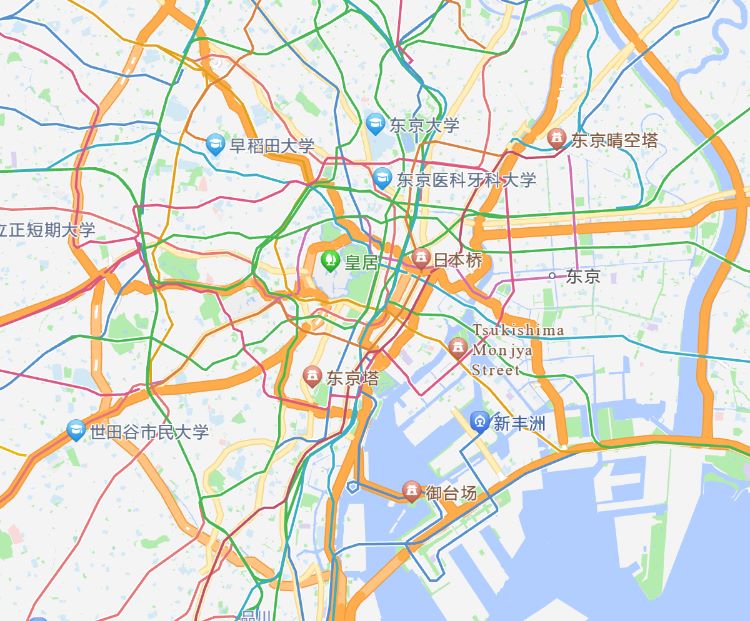 东京大学
早稻田大学
东京晴空塔
东京医科牙科大学
立正短期大学
皇居
日本桥
东京
Tsukishima
Monjya
Street
东京塔
新丰洲
世田谷市民大学
御台场
品川